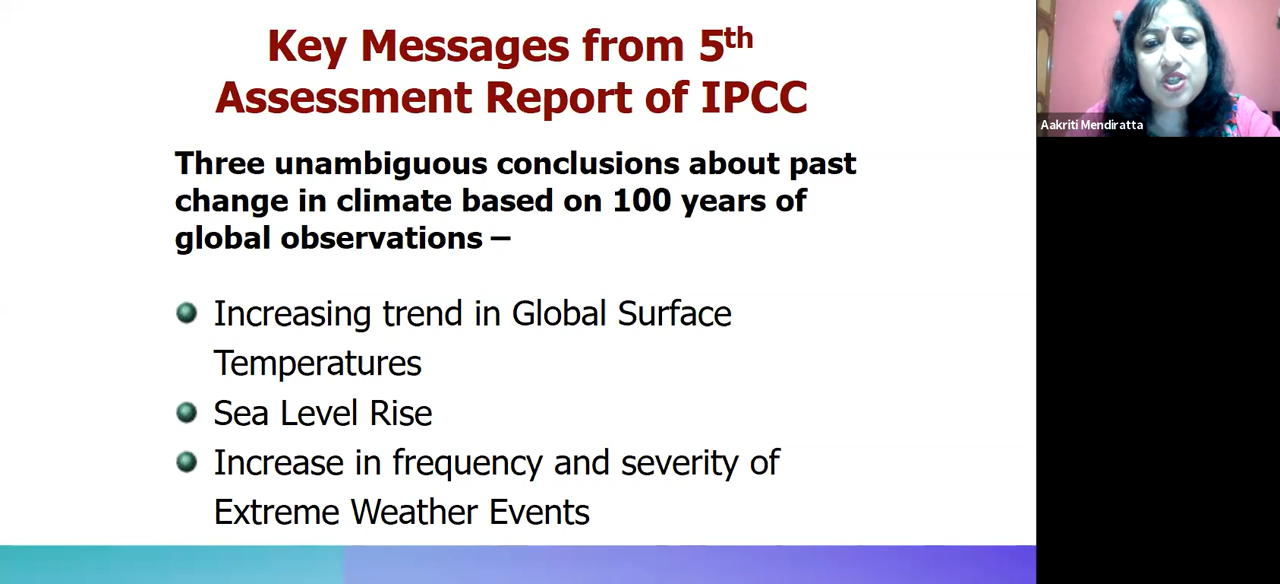 Key Messages from 5th
Assessment Report of IPCC
Three unambiguous conclusions about past
change in climate based on 100 years of
global observations –
Increasing trend in Global Surface
Temperatures
Sea Level Rise
Increase in frequency and severity of
Extreme Weather Events
Aakriti Mendiratta